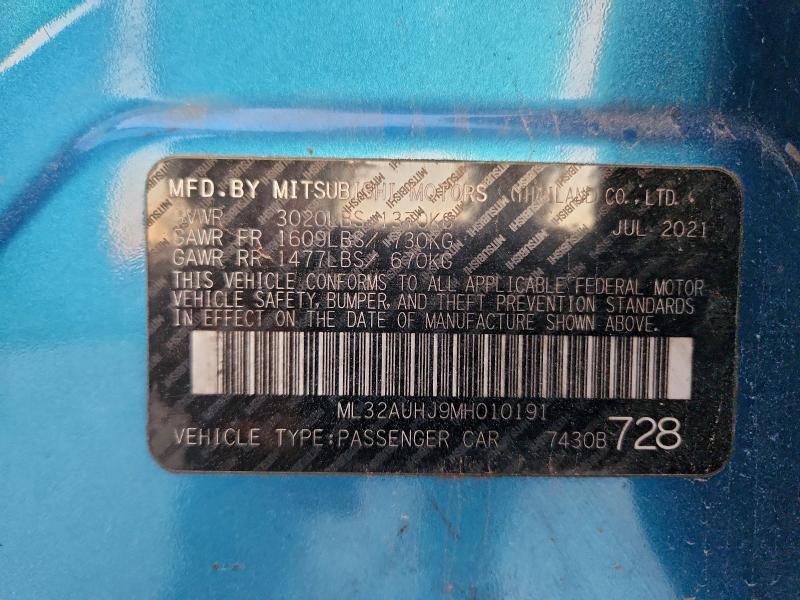 MFD.BY MITSUBISHI MOTORS (THAILAND CO.,LTD.
GVWR 3020LBS/1370KG JUL 2021
GAWR FR 1609LBS/ 730KG
GAWR RR 1477LBS/ 670KG
THIS VEHICLE CONFORMS TO ALL APPLICABLE FEDERAL MOTOR
VEHICLE SAFETY, BUMPER, AND THEFT PREVENTION STANDARDS
IN EFFECT ON THE DATE OF MANUFACTURE SHOWN ABOVE.
ML32AUHJ9MH010191
VEHICLE TYPE:PASSENGER CAR 7430B 728